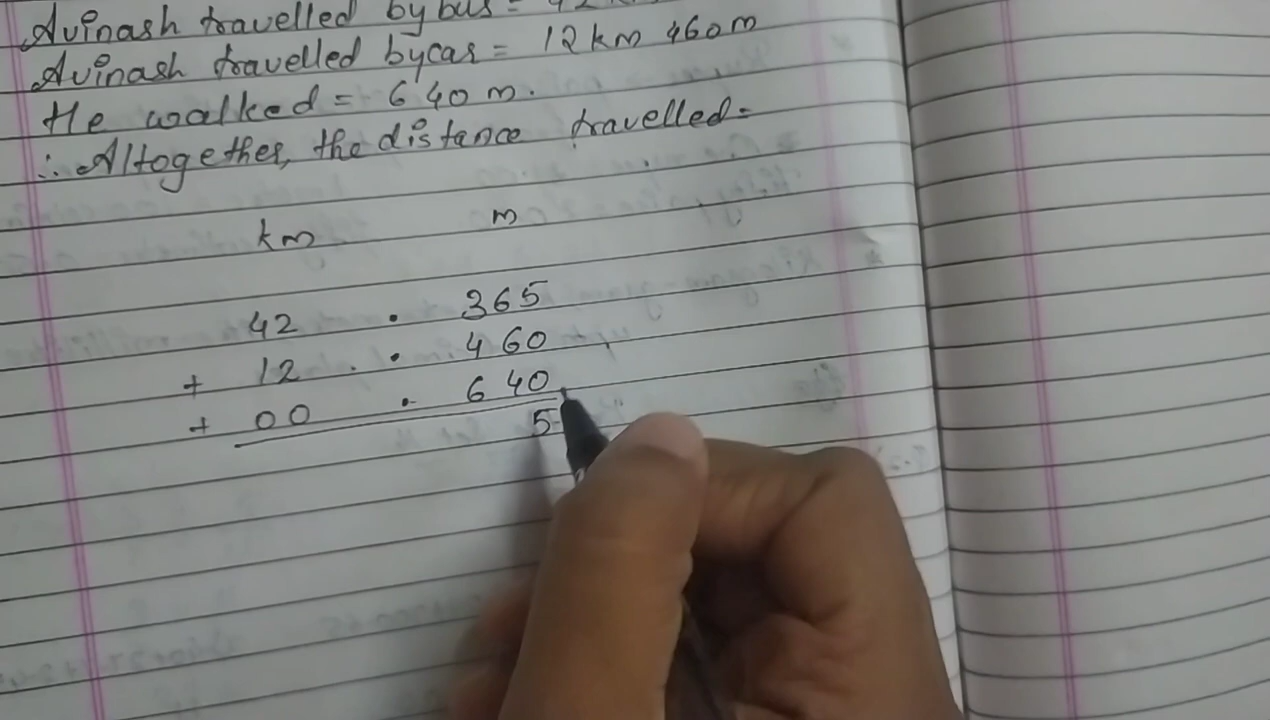 Avinash travelled by bus = 42
Avinash travelled by car = 12 km 460 m
He walked = 640 m.
∴ Altogether, the distance travelled =
km m
42 . 365
+ 12 . 460
+ 00 . 640
5